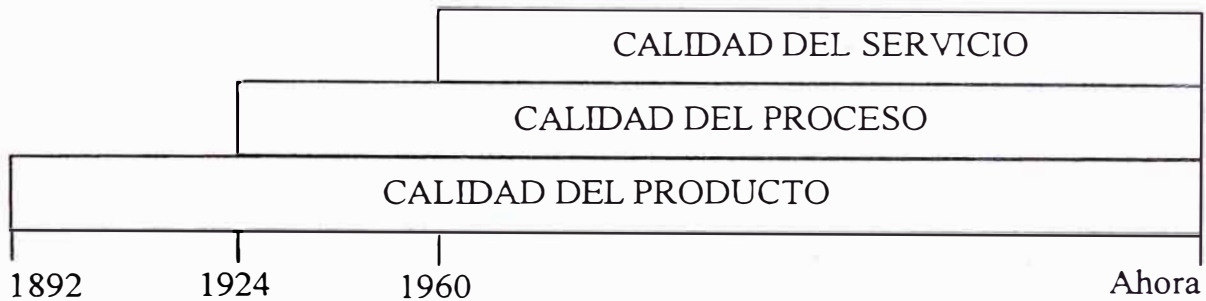 CALIDAD DEL SERVICIO
CALIDAD DEL PROCESO
CALIDAD DEL PRODUCTO
1892 1924 1960 Ahora